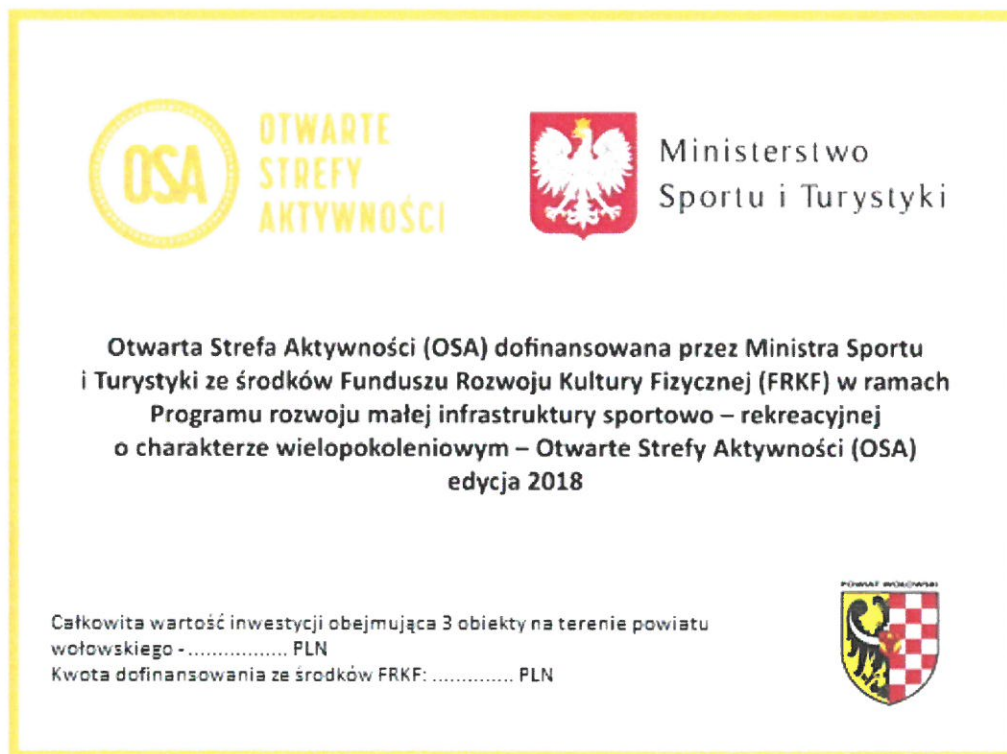 OSA
OTWARTE
STREFY
AKTYWNOŚCI
Ministerstwo
Sportu i Turystyki
Otwarta Strefa Aktywności (OSA) dofinansowana przez Ministra Sportu
i Turystyki ze środków Funduszu Rozwoju Kultury Fizycznej (FRKF) w ramach
Programu rozwoju małej infrastruktury sportowo – rekreacyjnej
o charakterze wielopokoleniowym – Otwarte Strefy Aktywności (OSA)
edycja 2018
POWIAT WOŁOWSKI
Całkowita wartość inwestycji obejmująca 3 obiekty na terenie powiatu
wołowskiego - ................. PLN
Kwota dofinansowania ze środków FRKF: .............. PLN